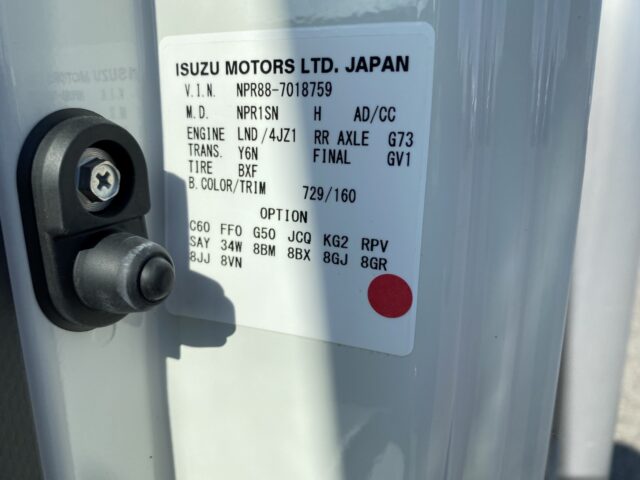 ISUZU MOTORS LTD. JAPAN
V.I.N. NPR88-7018759
M.D. NPR1SN H AD/CC
ENGINE LND/4JZ1 RR AXLE G73
TRANS. Y6N FINAL GV1
TIRE BXF
B.COLOR/TRIM 729/160
OPTION
C60 FF0 G50 JCQ KG2 RPV
SAY 34W 8BM 8BX 8GJ 8GR
8JJ 8VN